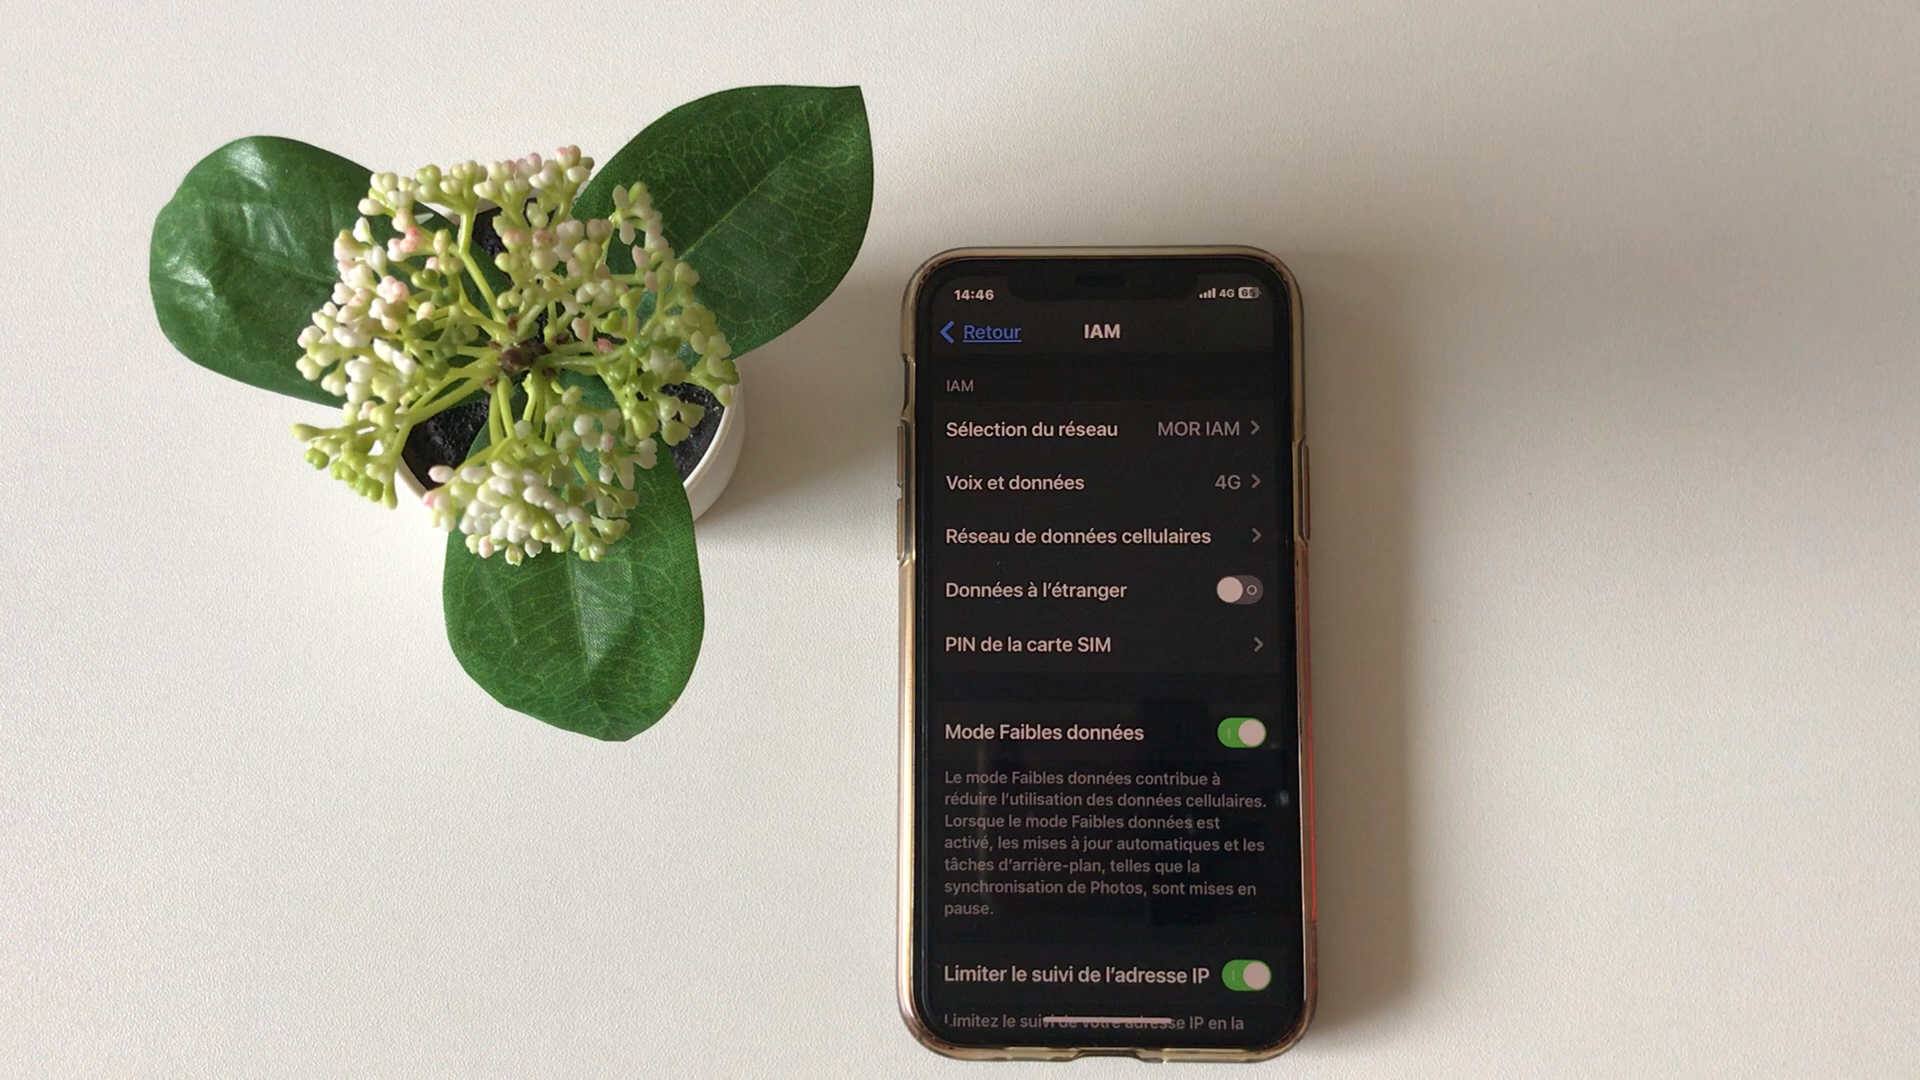 14:46 4G 65
Retour IAM
IAM
Sélection du réseau MOR IAM
Voix et données 4G
Réseau de données cellulaires
Données à l'étranger
PIN de la carte SIM
Mode Faibles données
Le mode Faibles données contribue à
réduire l'utilisation des données cellulaires.
Lorsque le mode Faibles données est
activé, les mises à jour automatiques et les
tâches d'arrière-plan, telles que la
synchronisation de Photos, sont mises en
pause.
Limiter le suivi de l'adresse IP
Limitez le suivi de votre adresse IP en la